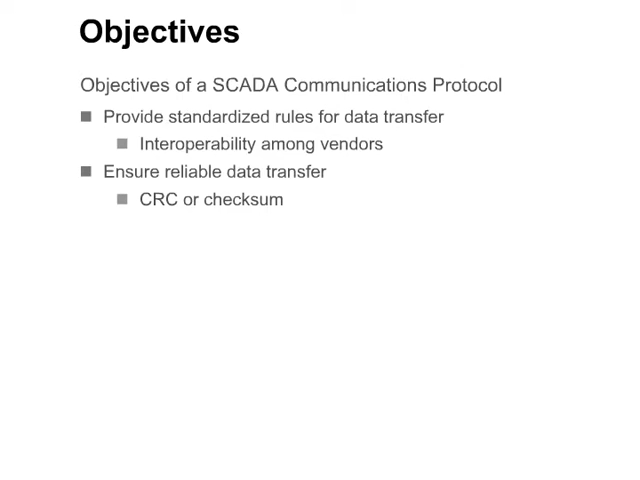 Objectives
Objectives of a SCADA Communications Protocol
Provide standardized rules for data transfer
Interoperability among vendors
Ensure reliable data transfer
CRC or checksum